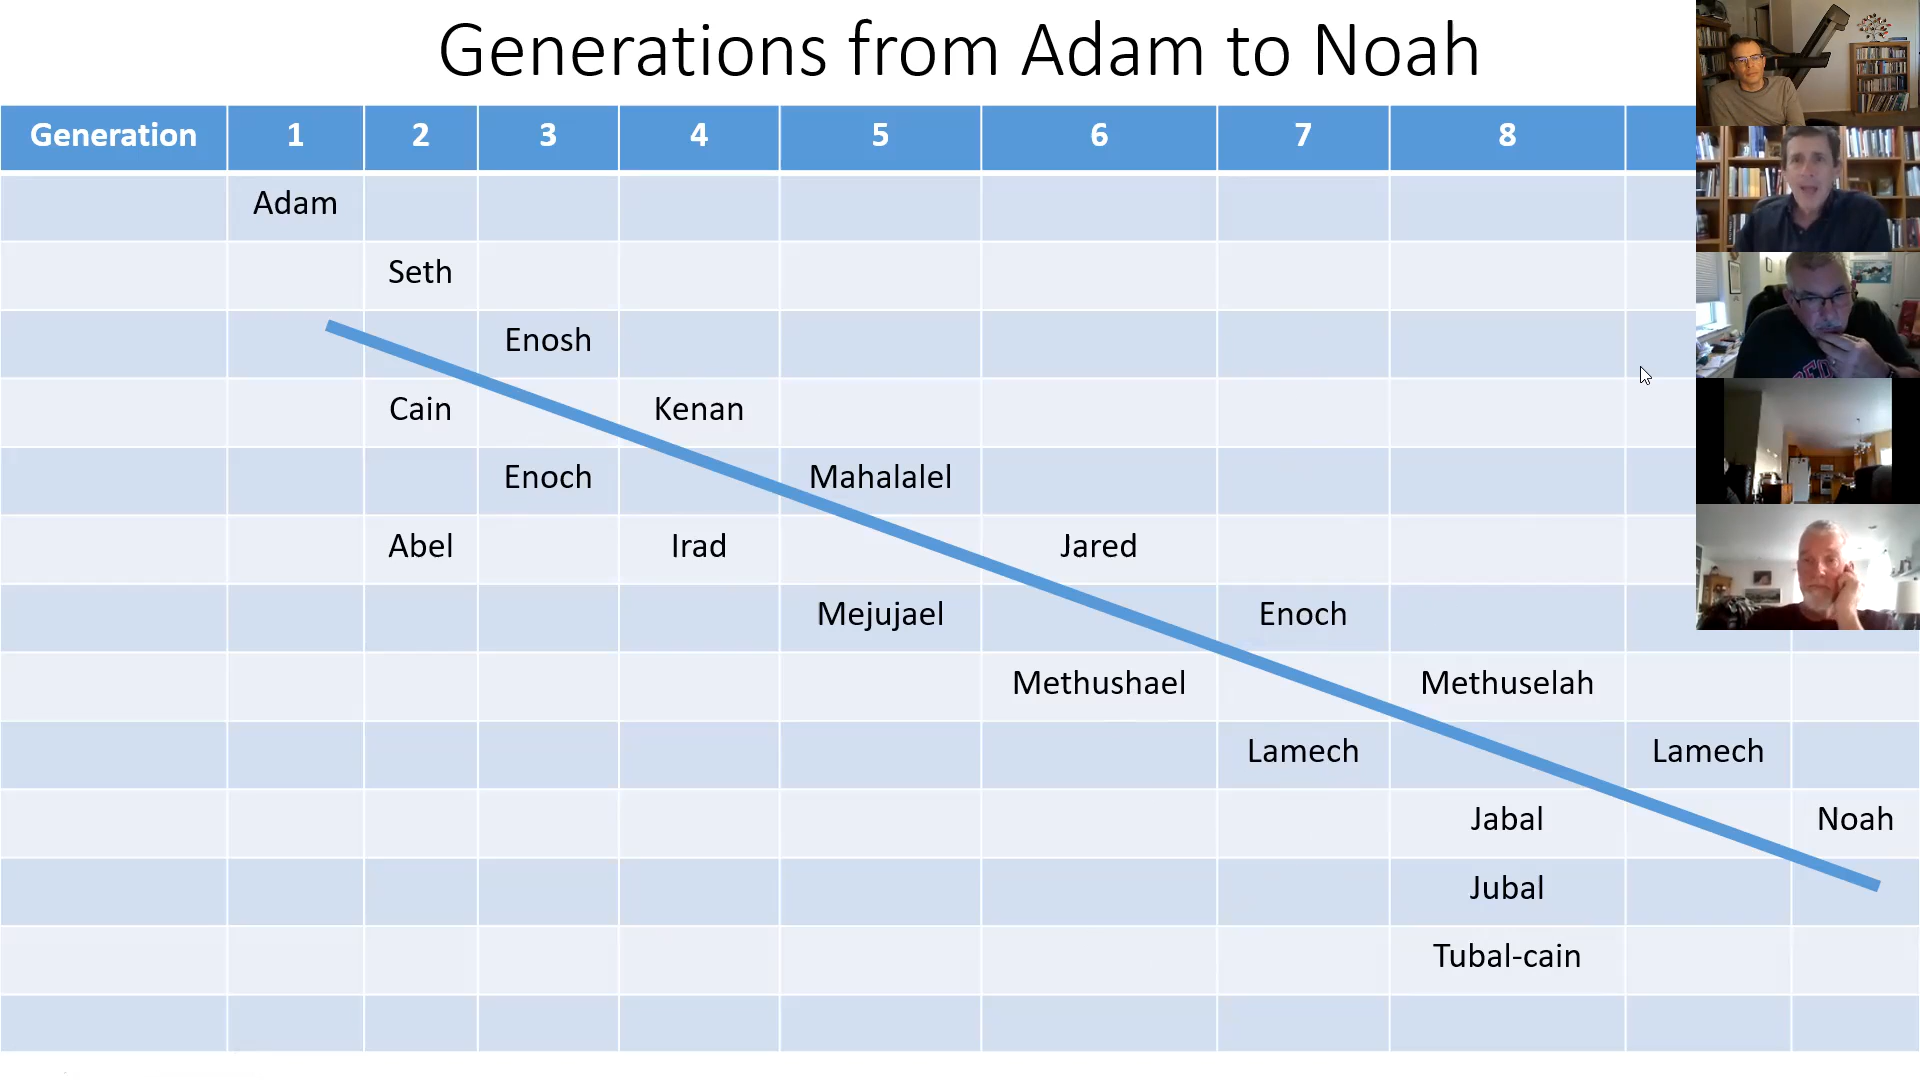 Generations from Adam to Noah
Generation 1 2 3 4 5 6 7 8
Adam
Seth
Enosh
Cain Kenan
Enoch Mahalalel
Abel Irad Jared
Mejujael Enoch
Methushael Methuselah
Lamech Lamech
Jabal Noah
Jubal
Tubal-cain